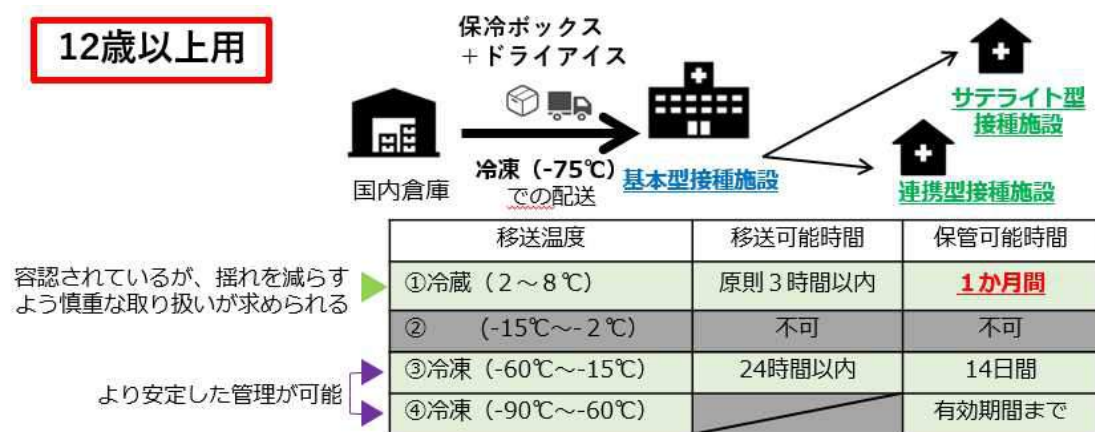 12歳以上用
保冷ボックス
＋ドライアイス
国内倉庫
冷凍（-75℃）
での配送
基本型接種施設
サテライト型
接種施設
連携型接種施設
移送温度 移送可能時間 保管可能時間
容認されているが、揺れを減らす
よう慎重な取り扱いが求められる
①冷蔵（２～８℃） 原則３時間以内 １か月間
② (-15℃～-２℃) 不可 不可
より安定した管理が可能
③冷凍（-60℃～-15℃） 24時間以内 14日間
④冷凍（-90℃～-60℃） 有効期間まで